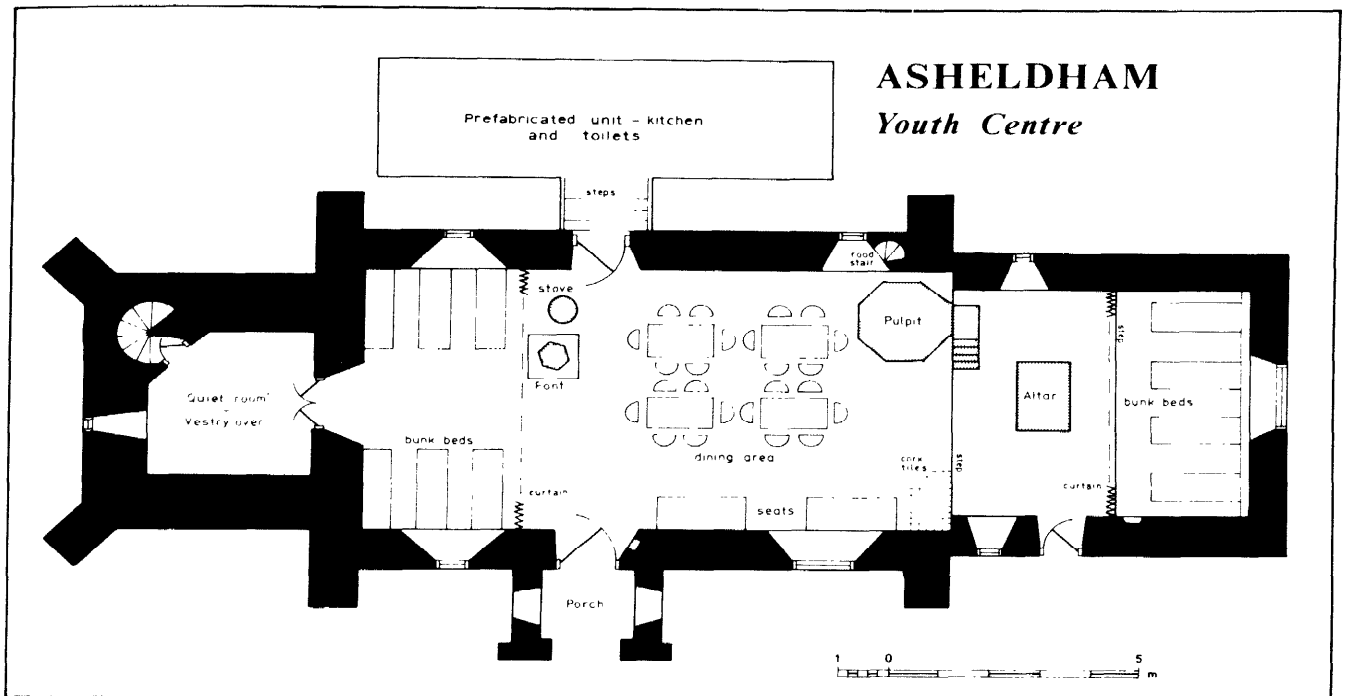 ASHELDHAM
Youth Centre
Prefabricated unit - kitchen
and toilets
steps
rood
stair
stove
Font
Pulpit
step
'Quiet room'
-
Vestry over
bunk beds
curtain
dining area
cork
tiles
seats
step
Altar
bunk beds
curtain
Porch
1 0 5
m